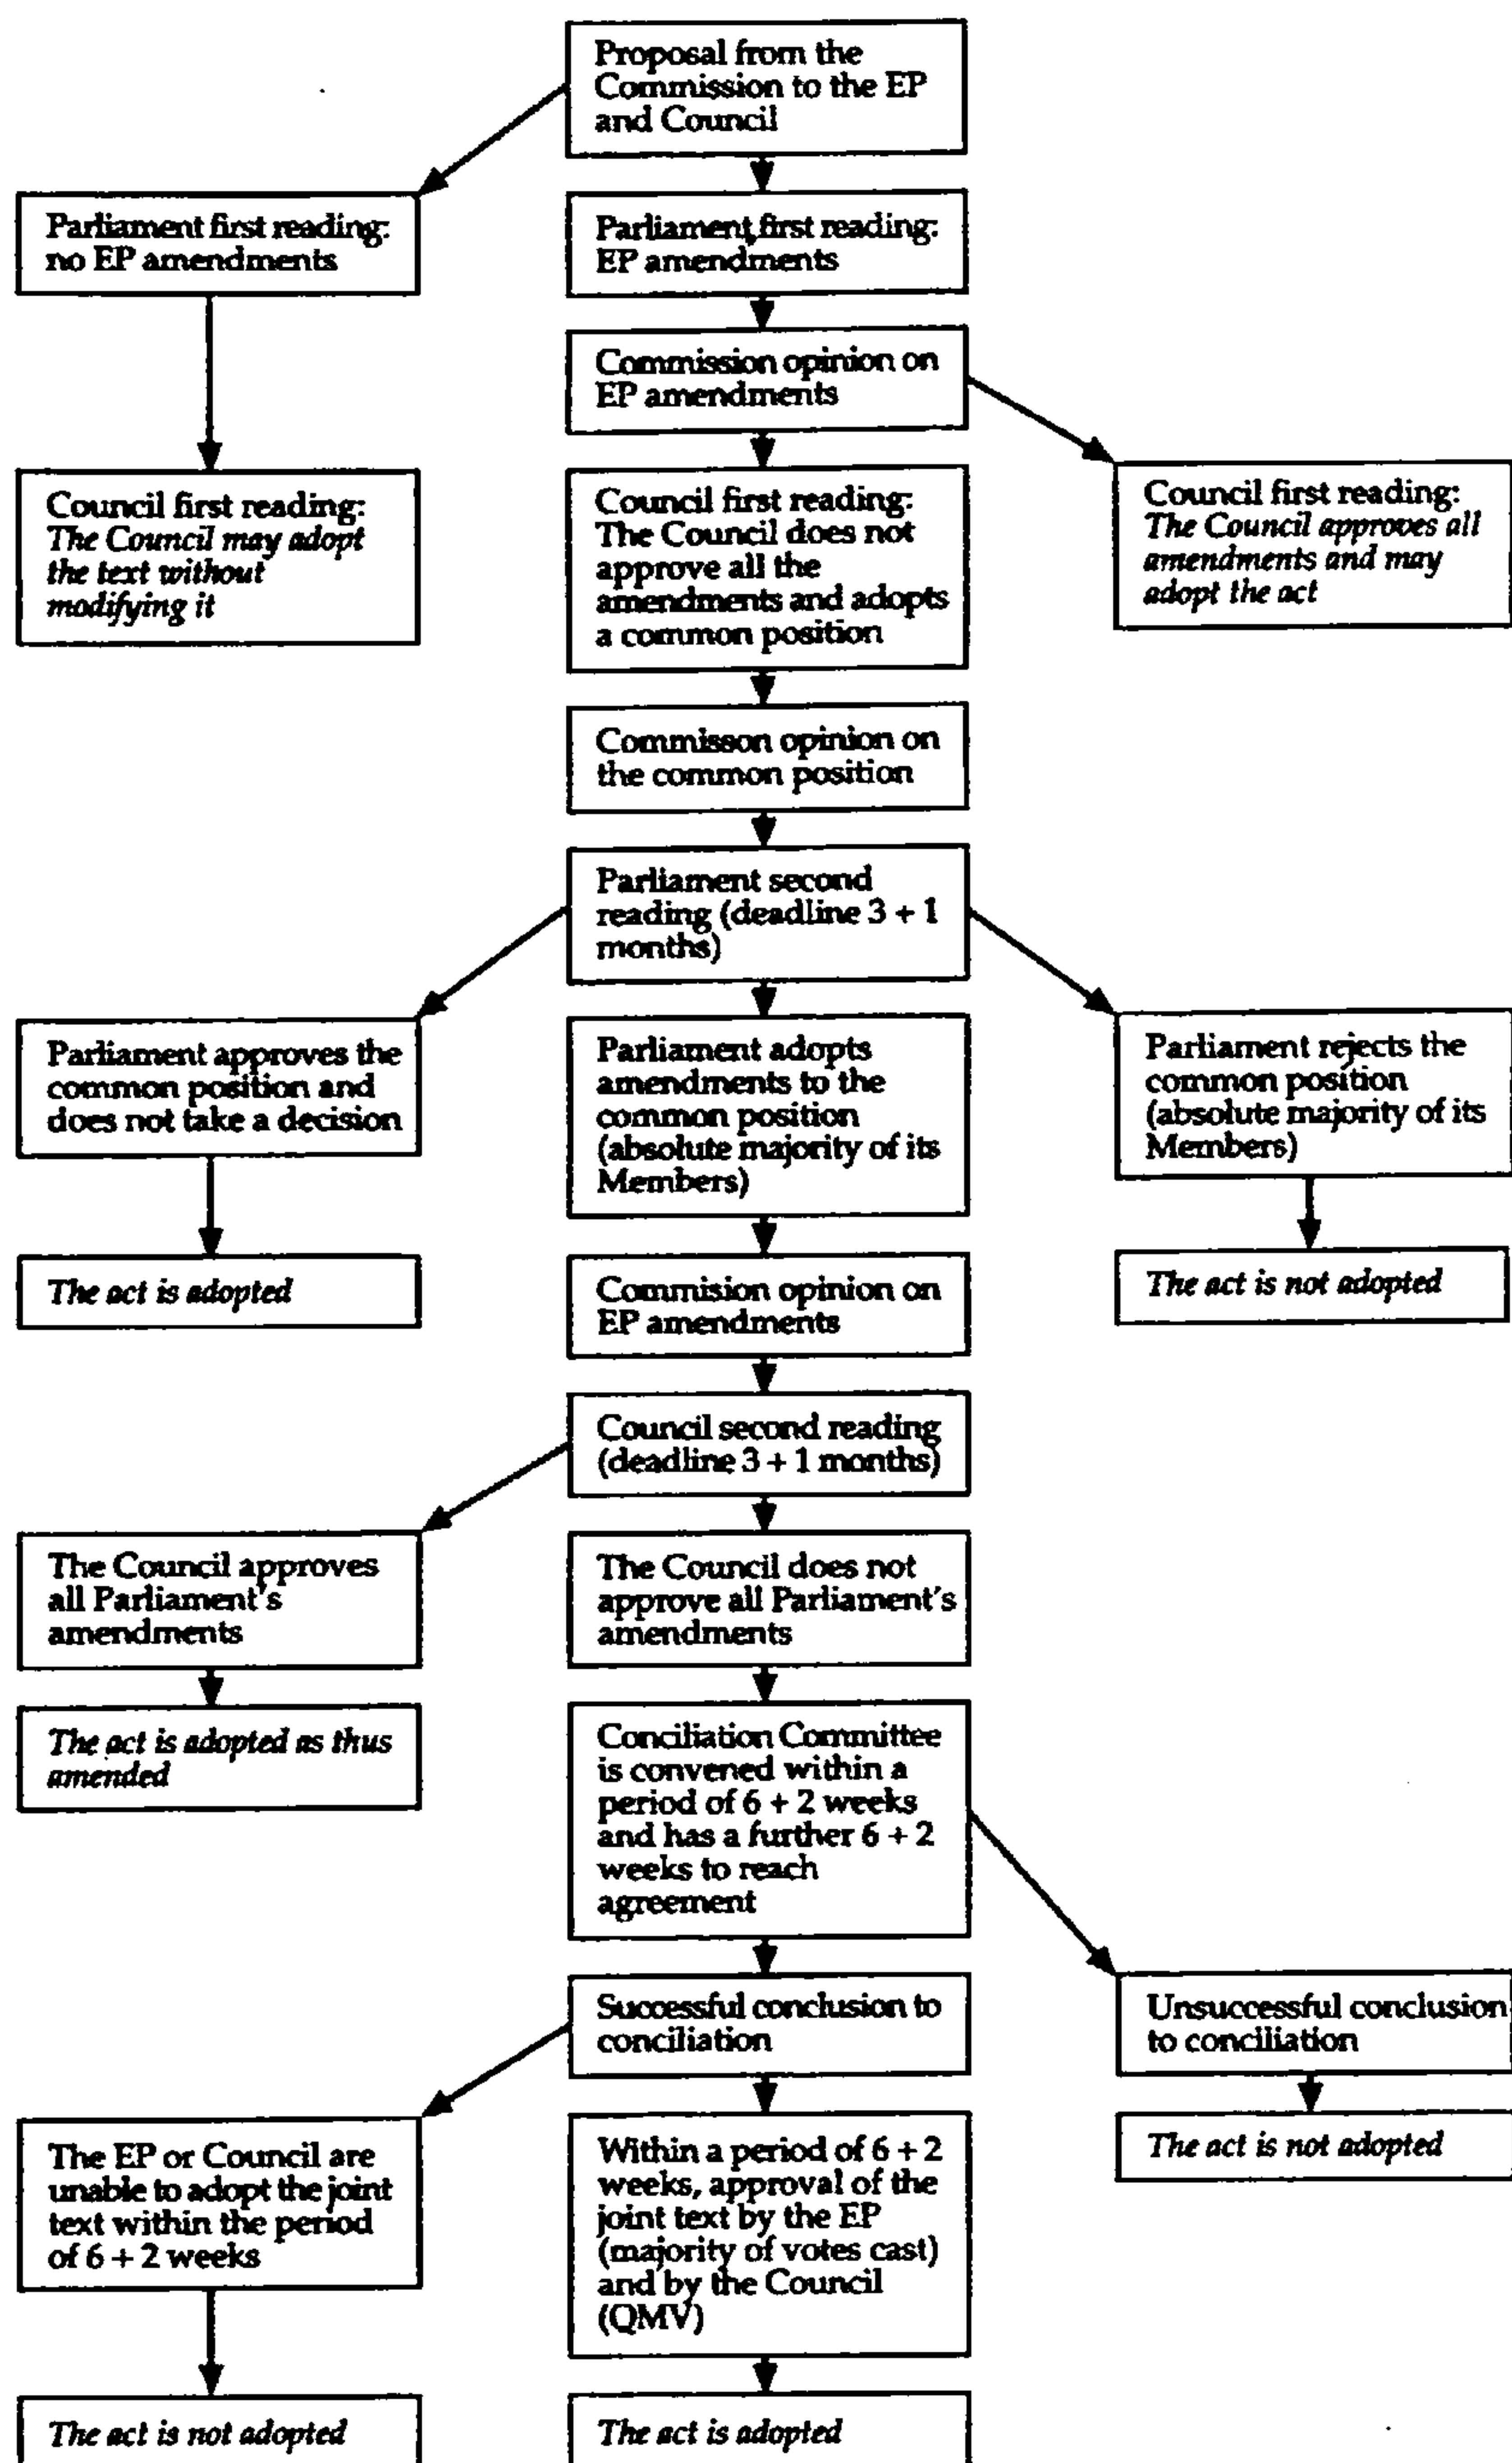 Proposal from the
Commission to the EP
and Council
Parliament first reading:
no EP amendments
Parliament first reading:
EP amendments
Commission opinion on
EP amendments
Council first reading:
The Council may adopt
the text without
modifying it
Council first reading:
The Council does not
approve all the
amendments and adopts
a common position
Council first reading:
The Council approves all
amendments and may
adopt the act
Commisson opinion on
the common position
Parliament second
reading (deadline 3 + 1
months)
Parliament approves the
common position and
does not take a decision
Parliament adopts
amendments to the
common position
(absolute majority of its
Members)
Parliament rejects the
common position
(absolute majority of its
Members)
The act is adopted
Commision opinion on
EP amendments
The act is not adopted
Council second reading
(deadline 3 + 1 months)
The Council approves
all Parliament's
amendments
The Council does not
approve all Parliament's
amendments
The act is adopted as thus
amended
Conciliation Committee
is convened within a
period of 6 + 2 weeks
and has a further 6 + 2
weeks to reach
agreement
Successful conclusion to
conciliation
Unsuccessful conclusion
to conciliation
The EP or Council are
unable to adopt the joint
text within the period
of 6 + 2 weeks
Within a period of 6 + 2
weeks, approval of the
joint text by the EP
(majority of votes cast)
and by the Council
(QMV)
The act is not adopted
The act is not adopted
The act is adopted